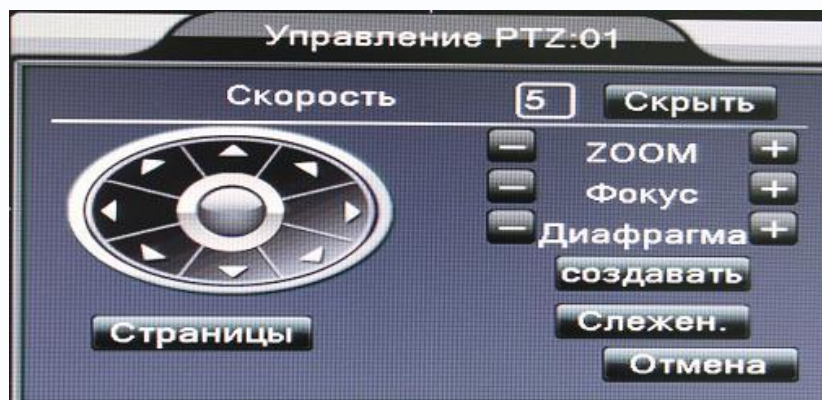 Управление PTZ:01
Скорость 5 Скрыть
ZOOM
Фокус
Диафрагма
создавать
Страницы Слежен.
Отмена